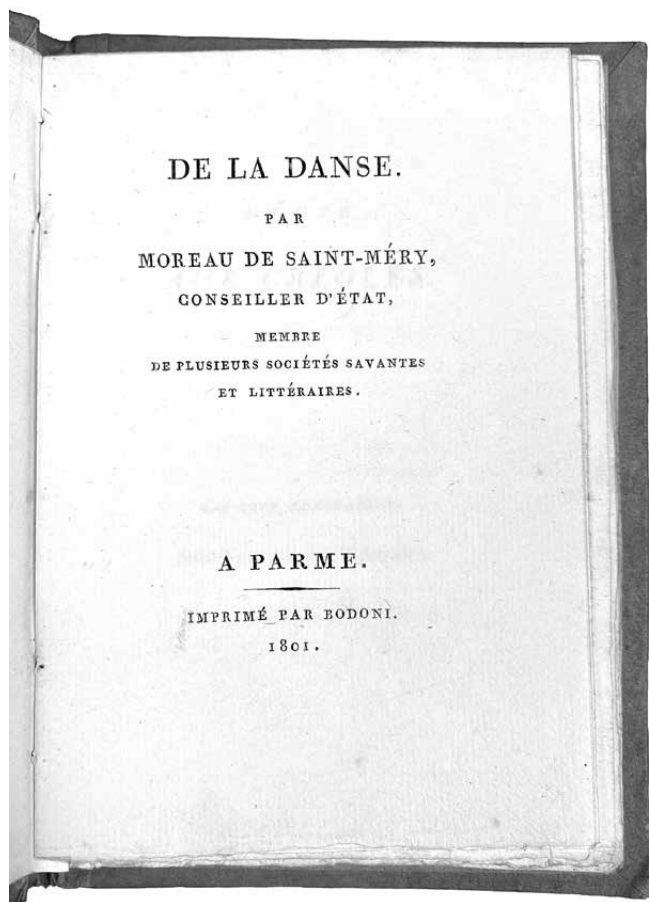 DE LA DANSE.
PAR
MOREAU DE SAINT-MÉRY,
CONSEILLER D'ÉTAT,
MEMBRE
DE PLUSIEURS SOCIÉTÉS SAVANTES
ET LITTÉRAIRES.
A PARME.
IMPRIMÉ PAR BODONI.
1801.